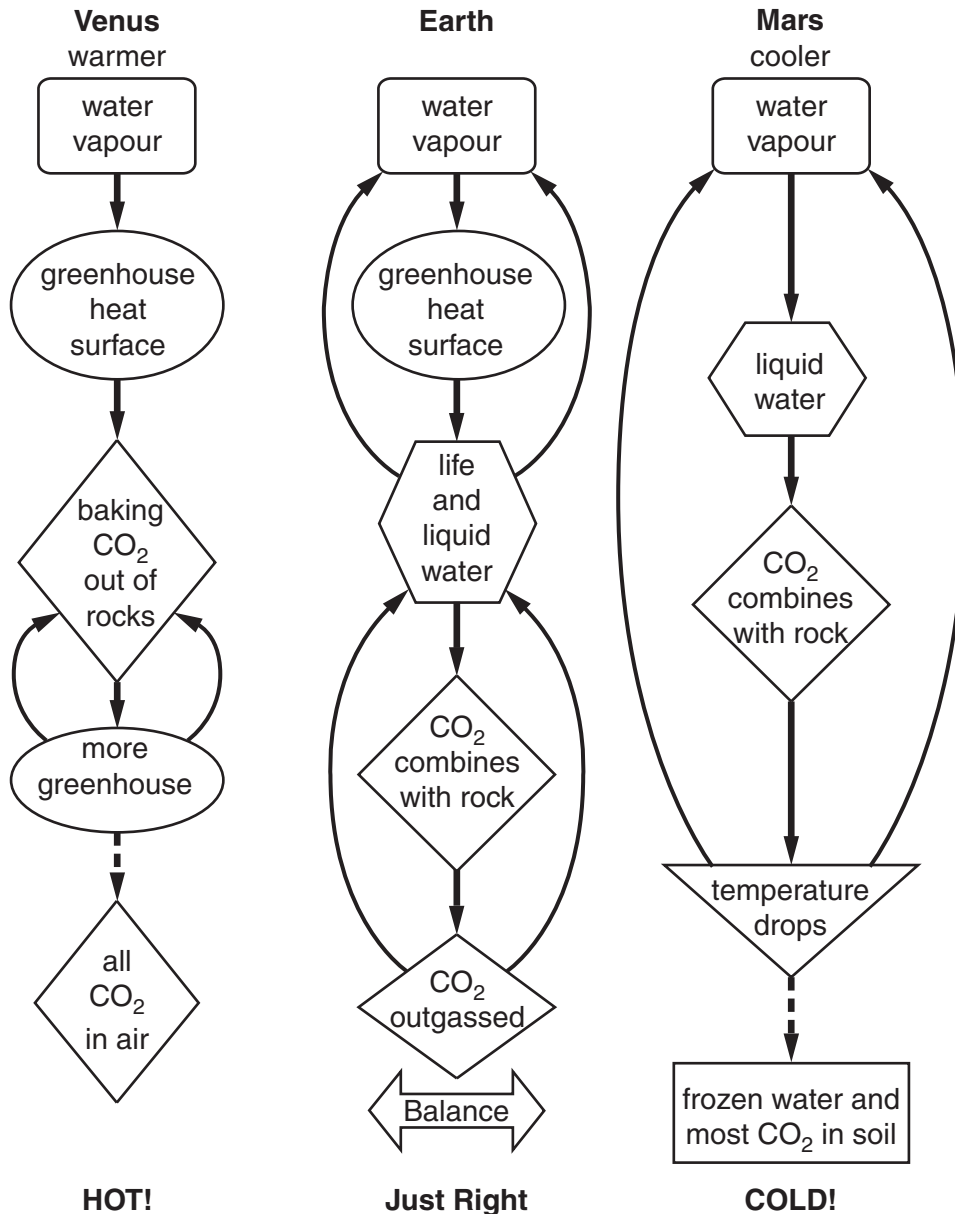 Venus
warmer
water
vapour
greenhouse
heat
surface
baking
CO2
out of
rocks
more
greenhouse
all
CO2
in air
HOT!
Earth
water
vapour
greenhouse
heat
surface
life
and
liquid
water
CO2
combines
with rock
CO2
outgassed
Balance
Just Right
Mars
cooler
water
vapour
liquid
water
CO2
combines
with rock
temperature
drops
frozen water and
most CO2 in soil
COLD!